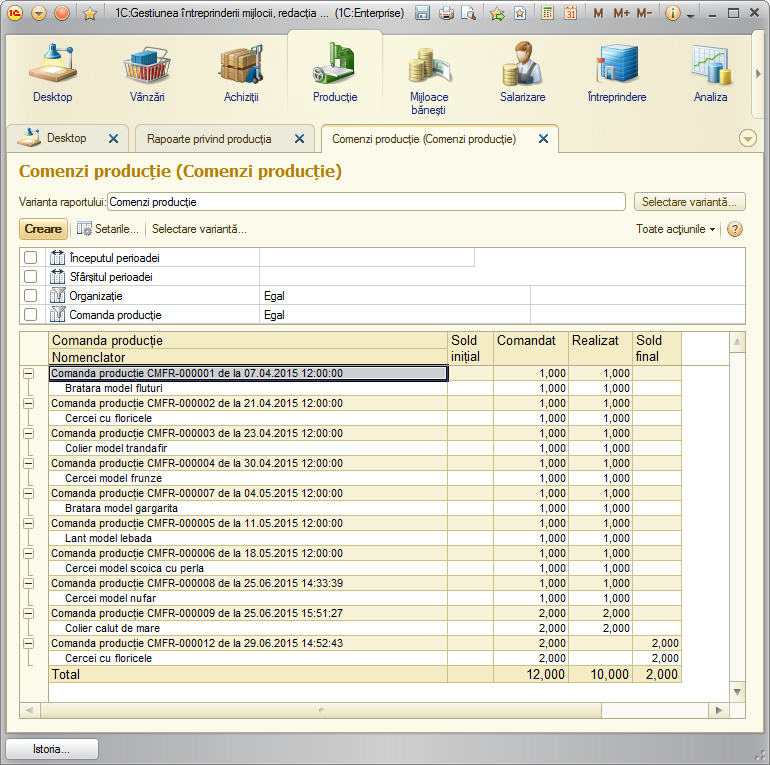 1C:Gestiunea întreprinderii mijlocii, redacția ... (1C:Enterprise) M M+ M-
Desktop Vânzări Achiziții Producție Mijloace bănești Salarizare Întreprindere Analiza
Desktop Rapoarte privind producția Comenzi producție (Comenzi producție)
Comenzi producție (Comenzi producție)
Varianta raportului: Comenzi producție Selectare variantă...
Creare Setarile... Selectare variantă... Toate acțiunile
Începutul perioadei
Sfârșitul perioadei
Organizație Egal
Comanda producție Egal
Comanda producție Sold inițial Comandat Realizat Sold final
Nomenclator
Comanda producție CMFR-000001 de la 07.04.2015 12:00:00 1,000 1,000
Bratara model fluturi 1,000 1,000
Comanda producție CMFR-000002 de la 21.04.2015 12:00:00 1,000 1,000
Cercei cu floricele 1,000 1,000
Comanda producție CMFR-000003 de la 23.04.2015 12:00:00 1,000 1,000
Colier model trandafir 1,000 1,000
Comanda producție CMFR-000004 de la 30.04.2015 12:00:00 1,000 1,000
Cercei model frunze 1,000 1,000
Comanda producție CMFR-000007 de la 04.05.2015 12:00:00 1,000 1,000
Bratara model gargarita 1,000 1,000
Comanda producție CMFR-000005 de la 11.05.2015 12:00:00 1,000 1,000
Lant model lebada 1,000 1,000
Comanda producție CMFR-000006 de la 18.05.2015 12:00:00 1,000 1,000
Cercei model scoica cu perla 1,000 1,000
Comanda producție CMFR-000008 de la 25.06.2015 14:33:39 1,000 1,000
Cercei model nufar 1,000 1,000
Comanda producție CMFR-000009 de la 25.06.2015 15:51:27 2,000 2,000
Colier calut de mare 2,000 2,000
Comanda producție CMFR-000012 de la 29.06.2015 14:52:43 2,000 2,000
Cercei cu floricele 2,000 2,000
Total 12,000 10,000 2,000
Istoria...